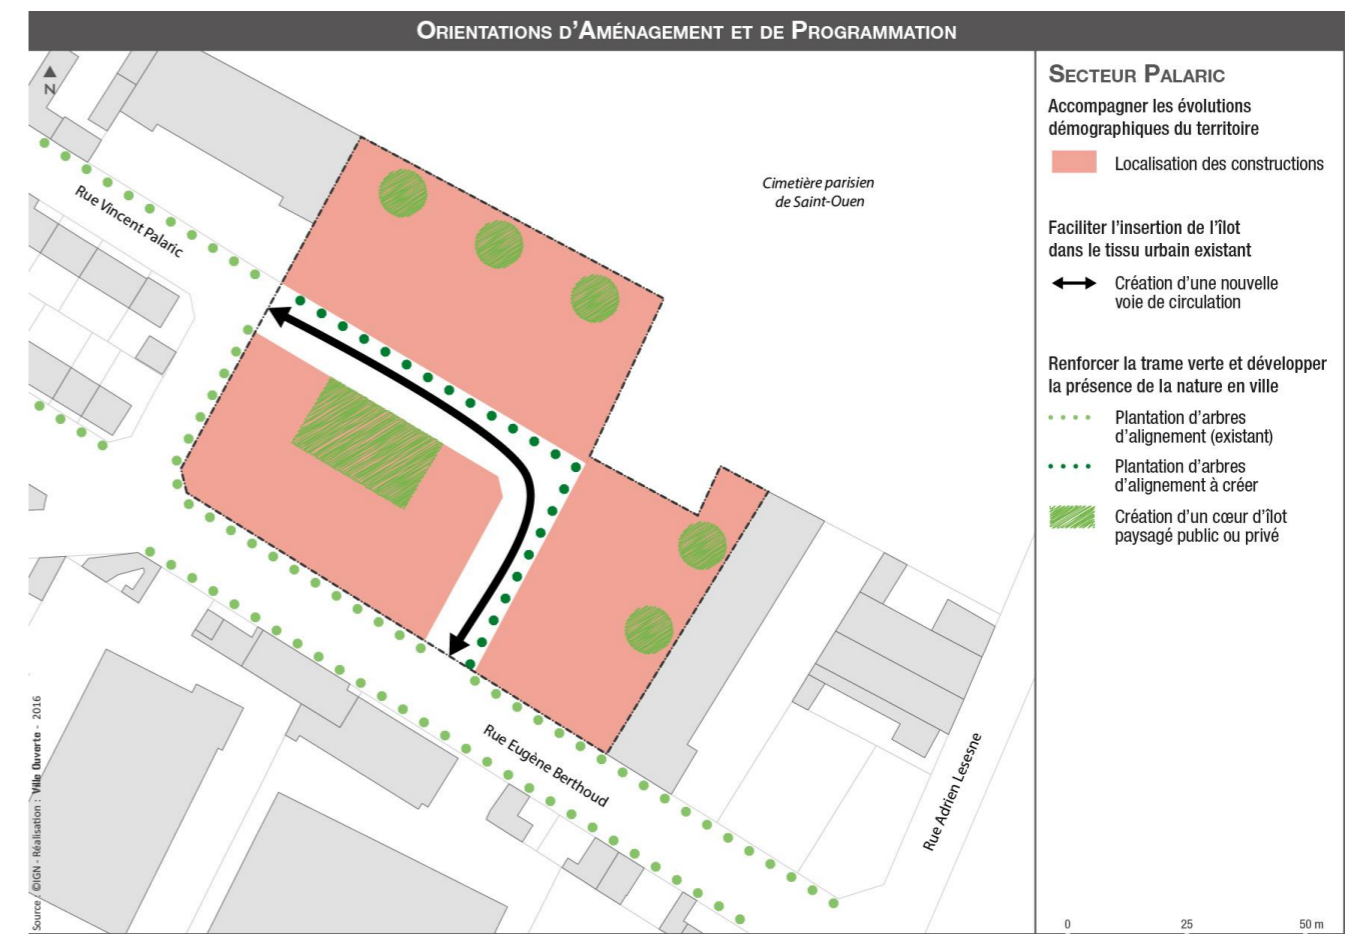 ORIENTATIONS D'AMÉNAGEMENT ET DE PROGRAMMATION
N
Rue Vincent Palaric
Cimetière parisien
de Saint-Ouen
Rue Eugène Berthoud
Rue Adrien Lesesne
Source : ©IGN - Réalisation : Ville Ouverte - 2016
SECTEUR PALARIC
Accompagner les évolutions
démographiques du territoire
Localisation des constructions
Faciliter l'insertion de l'îlot
dans le tissu urbain existant
Création d'une nouvelle
voie de circulation
Renforcer la trame verte et développer
la présence de la nature en ville
Plantation d'arbres
d'alignement (existant)
Plantation d'arbres
d'alignement à créer
Création d'un cœur d'îlot
paysagé public ou privé
0 25 50 m